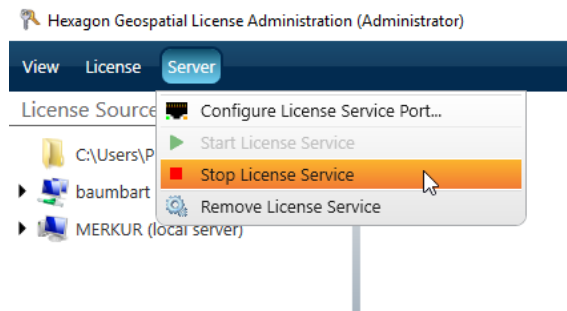 Hexagon Geospatial License Administration (Administrator)
View License Server
License Source
Configure License Service Port...
Start License Service
Stop License Service
Remove License Service
C:\Users\P
baumbart
MERKUR (local server)